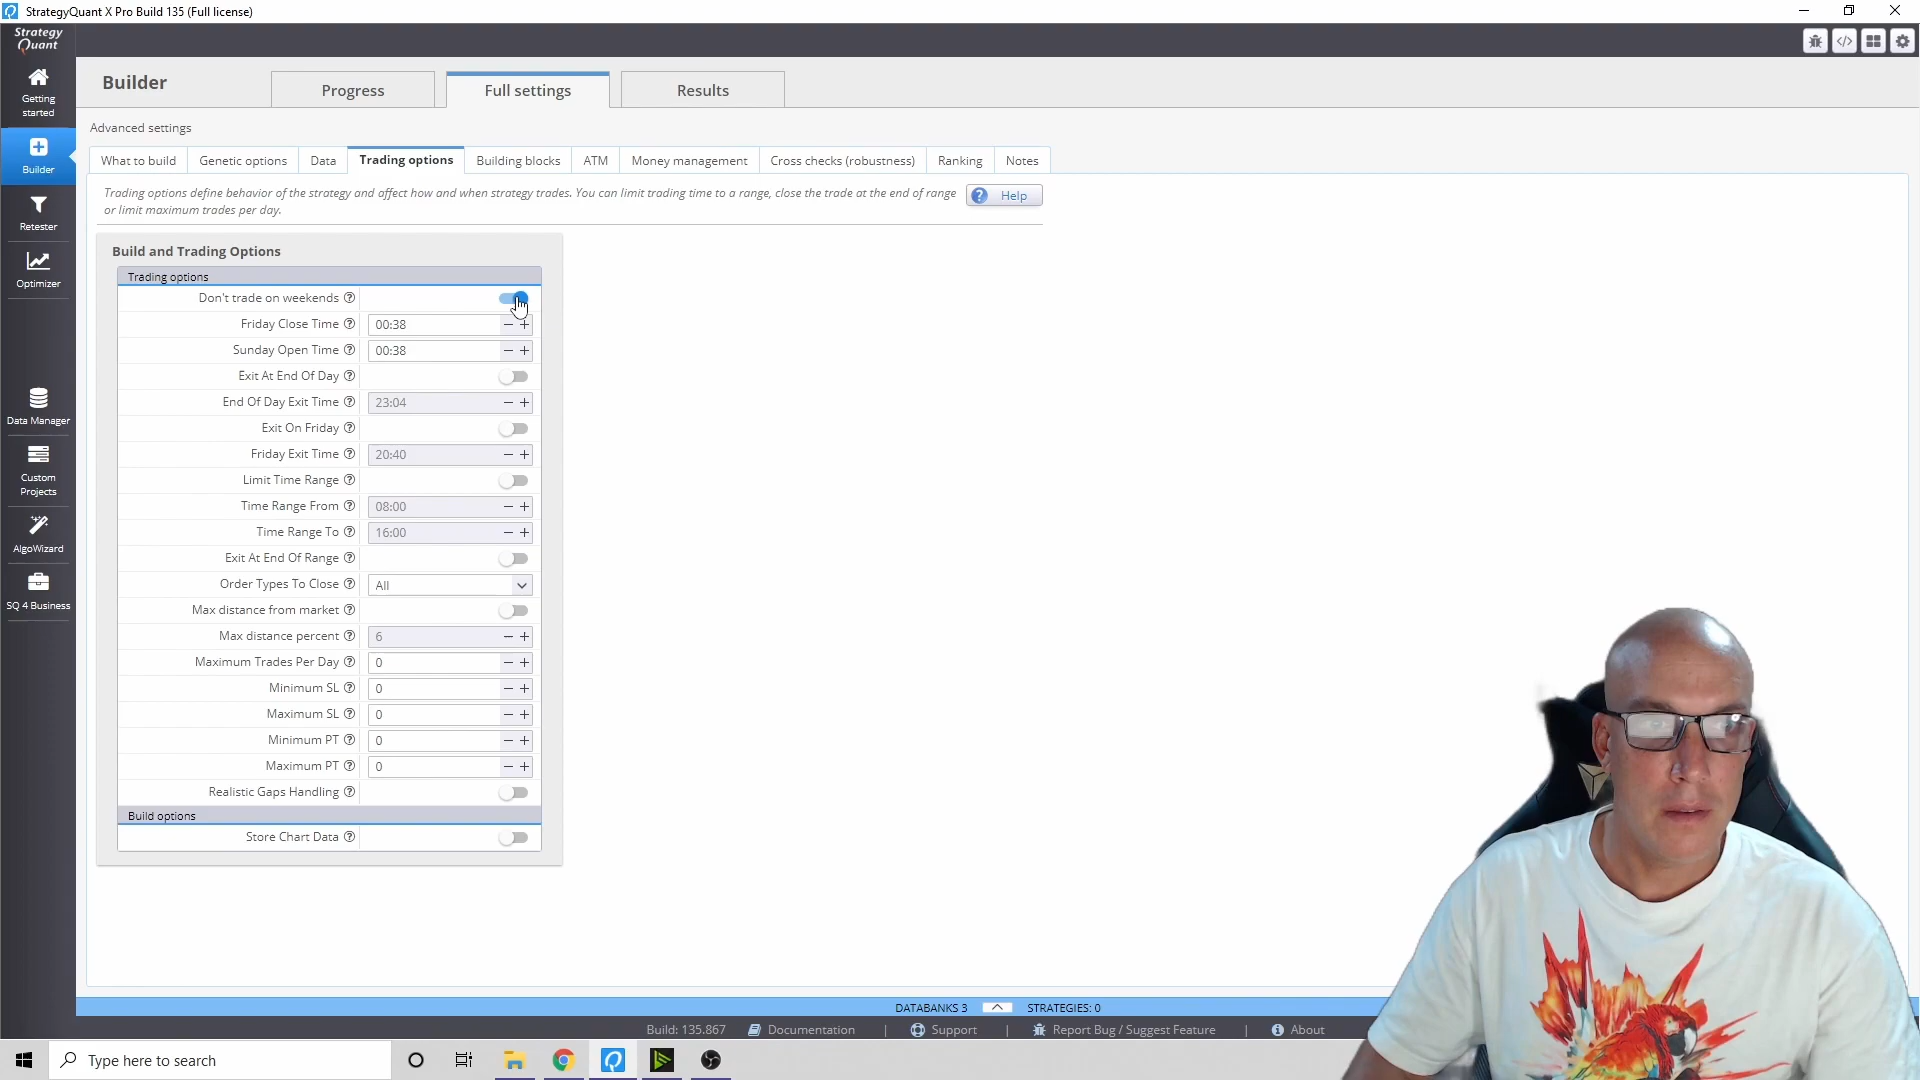 StrategyQuant X Pro Build 135 (Full license)
Strategy
Quant
Getting
started
Builder
Retester
Optimizer
Data Manager
Custom
Projects
AlgoWizard
SQ 4 Business
Builder
Progress
Full settings
Results
Advanced settings
What to build
Genetic options
Data
Trading options
Building blocks
ATM
Money management
Cross checks (robustness)
Ranking
Notes
Trading options define behavior of the strategy and affect how and when strategy trades. You can limit trading time to a range, close the trade at the end of range
or limit maximum trades per day.
? Help
Build and Trading Options
Trading options
Don't trade on weekends ?
Friday Close Time ? 00:38 − +
Sunday Open Time ? 00:38 − +
Exit At End Of Day ?
End Of Day Exit Time ? 23:04 − +
Exit On Friday ?
Friday Exit Time ? 20:40 − +
Limit Time Range ?
Time Range From ? 08:00 − +
Time Range To ? 16:00 − +
Exit At End Of Range ?
Order Types To Close ? All
Max distance from market ?
Max distance percent ? 6 − +
Maximum Trades Per Day ? 0 − +
Minimum SL ? 0 − +
Maximum SL ? 0 − +
Minimum PT ? 0 − +
Maximum PT ? 0 − +
Realistic Gaps Handling ?
Build options
Store Chart Data ?
DATABANKS 3 STRATEGIES: 0
Build: 135.867 Documentation | Support | Report Bug / Suggest Feature | About
Type here to search